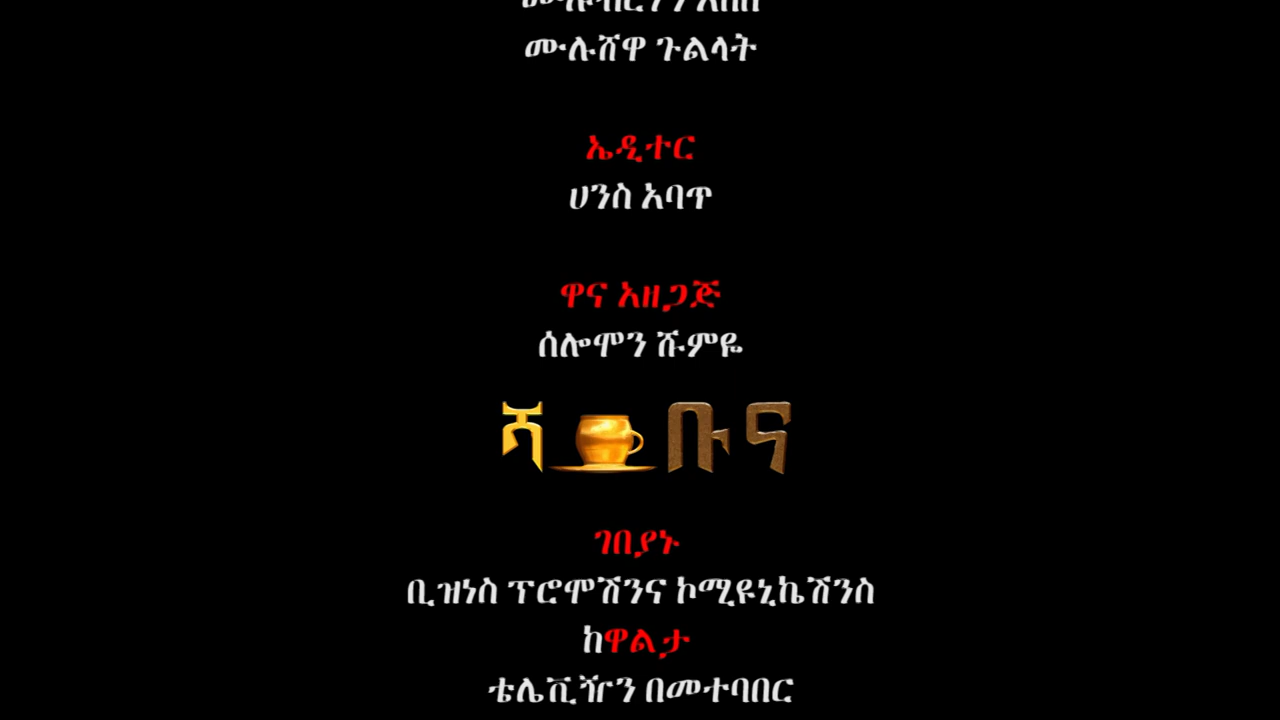 ሙሉሸዋ ጉልላት
ኤዲተር
ሀንስ አባጥ
ዋና አዘጋጅ
ሰሎሞን ሹምዬ
ሻ ቡና
ገበያኑ
ቢዝነስ ፕሮሞሽንና ኮሚዩኒኬሽንስ
ከዋልታ
ቴሌቪዥን በመተባበር